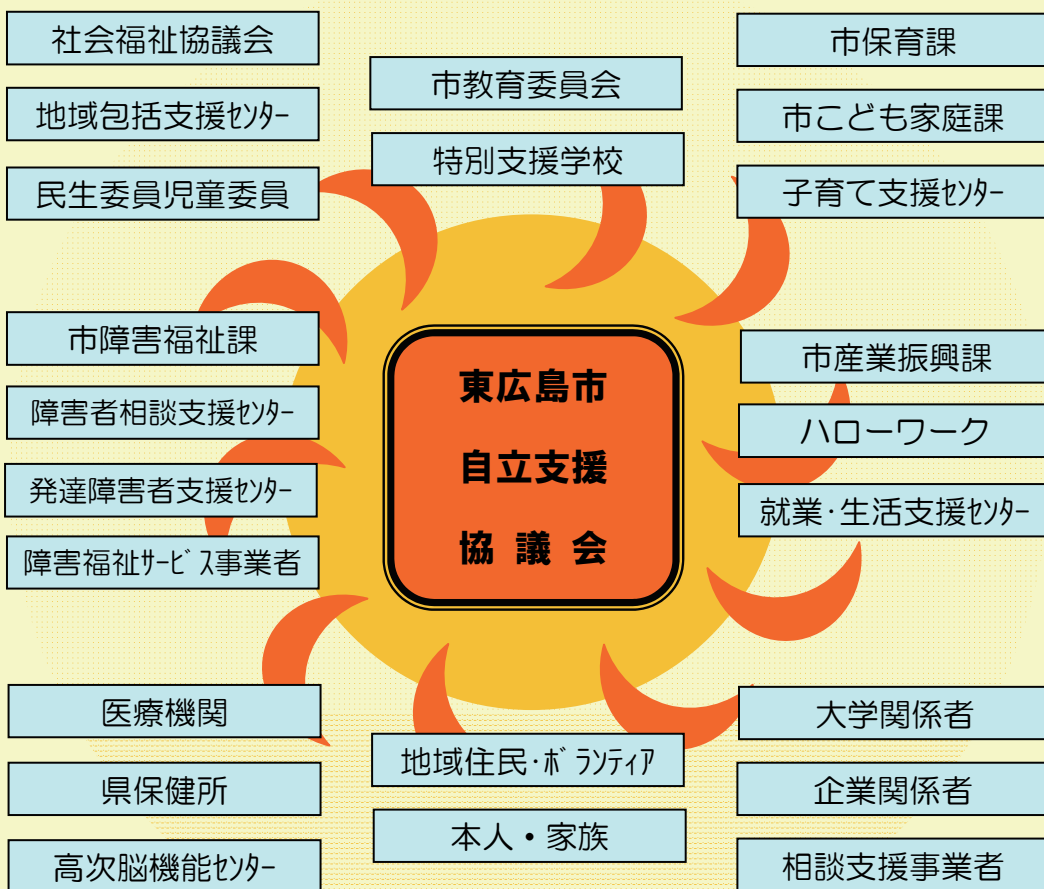 社会福祉協議会
地域包括支援ｾﾝﾀｰ
民生委員児童委員
市教育委員会
特別支援学校
市保育課
市こども家庭課
子育て支援ｾﾝﾀｰ
市障害福祉課
障害者相談支援ｾﾝﾀｰ
発達障害者支援ｾﾝﾀｰ
障害福祉ｻｰﾋﾞｽ事業者
東広島市
自立支援
協 議 会
市産業振興課
ハローワーク
就業･生活支援ｾﾝﾀｰ
医療機関
県保健所
高次脳機能ｾﾝﾀｰ
地域住民･ﾎﾞﾗﾝﾃｨｱ
本人・家族
大学関係者
企業関係者
相談支援事業者